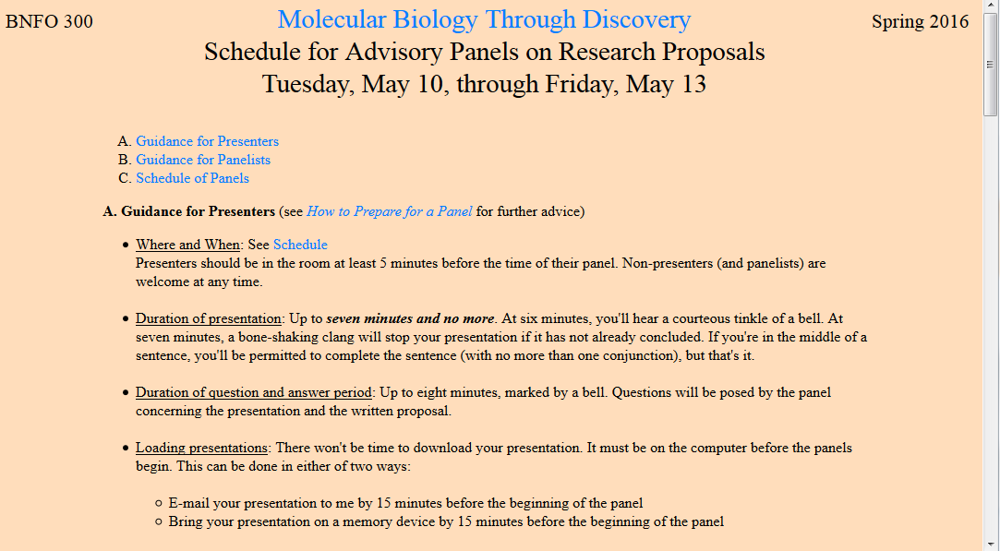 BNFO 300
Molecular Biology Through Discovery
Spring 2016
Schedule for Advisory Panels on Research Proposals
Tuesday, May 10, through Friday, May 13
A. Guidance for Presenters
B. Guidance for Panelists
C. Schedule of Panels
A. Guidance for Presenters (see How to Prepare for a Panel for further advice)
• Where and When: See Schedule
Presenters should be in the room at least 5 minutes before the time of their panel. Non-presenters (and panelists) are
welcome at any time.
• Duration of presentation: Up to seven minutes and no more. At six minutes, you'll hear a courteous tinkle of a bell. At
seven minutes, a bone-shaking clang will stop your presentation if it has not already concluded. If you're in the middle of a
sentence, you'll be permitted to complete the sentence (with no more than one conjunction), but that's it.
• Duration of question and answer period: Up to eight minutes, marked by a bell. Questions will be posed by the panel
concerning the presentation and the written proposal.
• Loading presentations: There won't be time to download your presentation. It must be on the computer before the panels
begin. This can be done in either of two ways:
◦ E-mail your presentation to me by 15 minutes before the beginning of the panel
◦ Bring your presentation on a memory device by 15 minutes before the beginning of the panel